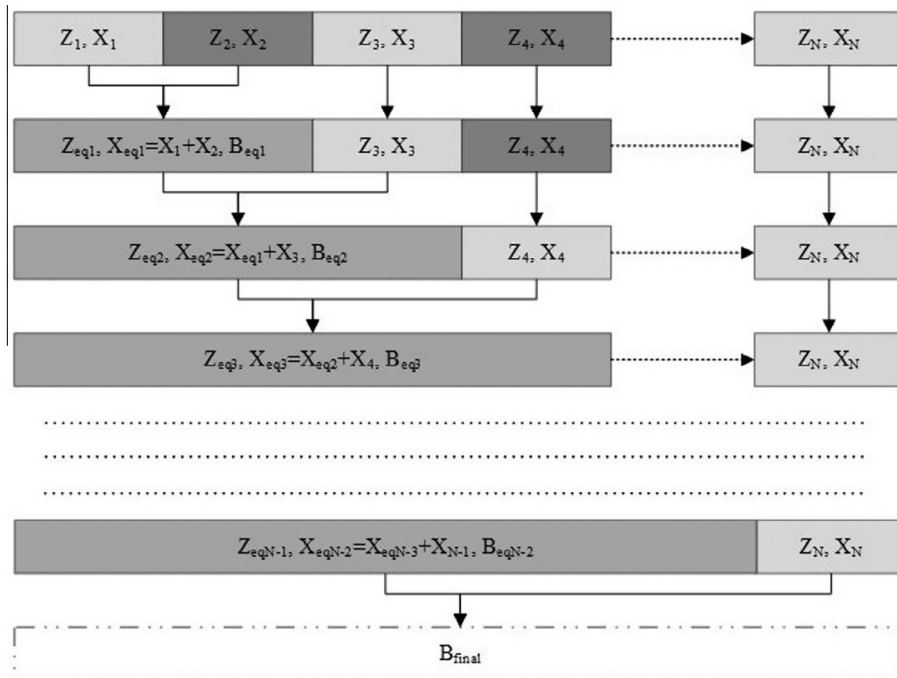 Z1, X1 Z2, X2 Z3, X3 Z4, X4 ZN, XN
Zeq1, Xeq1=X1+X2, Beq1 Z3, X3 Z4, X4 ZN, XN
Zeq2, Xeq2=Xeq1+X3, Beq2 Z4, X4 ZN, XN
Zeq3, Xeq3=Xeq2+X4, Beq3 ZN, XN
ZeqN-1, XeqN-2=XeqN-3+XN-1, BeqN-2 ZN, XN
Bfinal